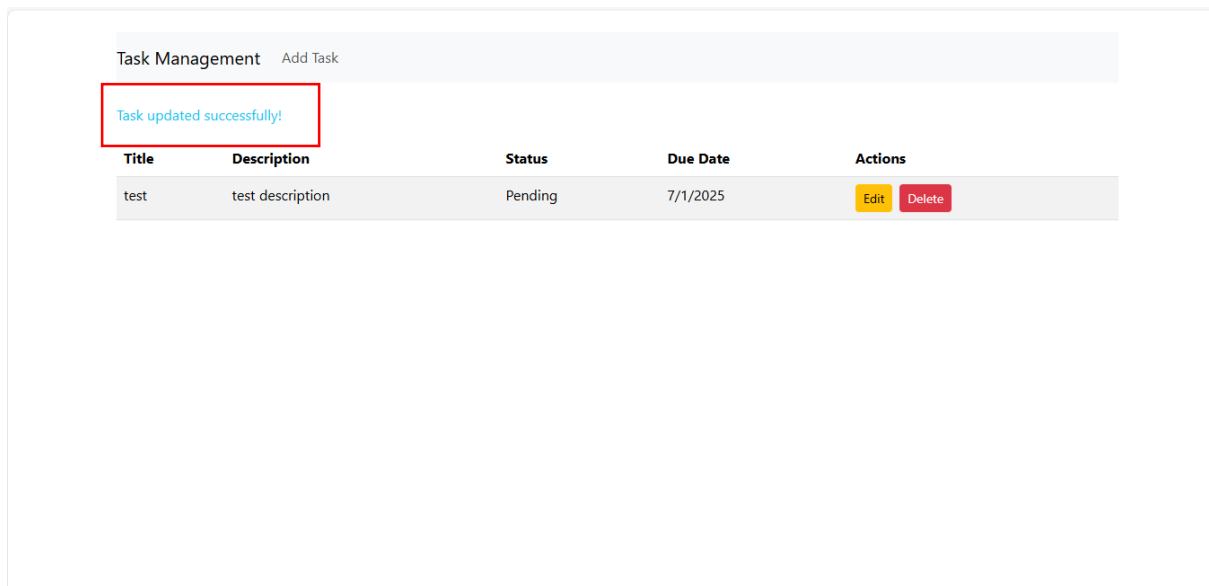 Task Management Add Task
Task updated successfully!
Title Description Status Due Date Actions
test test description Pending 7/1/2025 Edit Delete